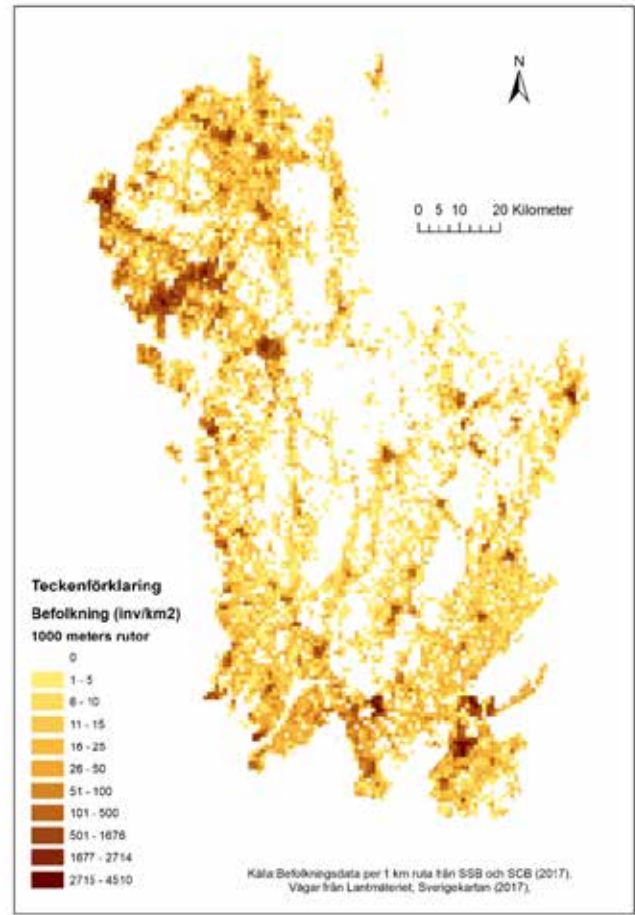 N
0 5 10 20 Kilometer
Teckenförklaring
Befolkning (inv/km2)
1000 meters rutor
0
1 - 5
6 - 10
11 - 15
16 - 25
26 - 50
51 - 100
101 - 500
501 - 1676
1677 - 2714
2715 - 4510
Källa:Befolkningsdata per 1 km ruta från SSB och SCB (2017).
Vägar från Lantmäteriet, Sverigekartan (2017).